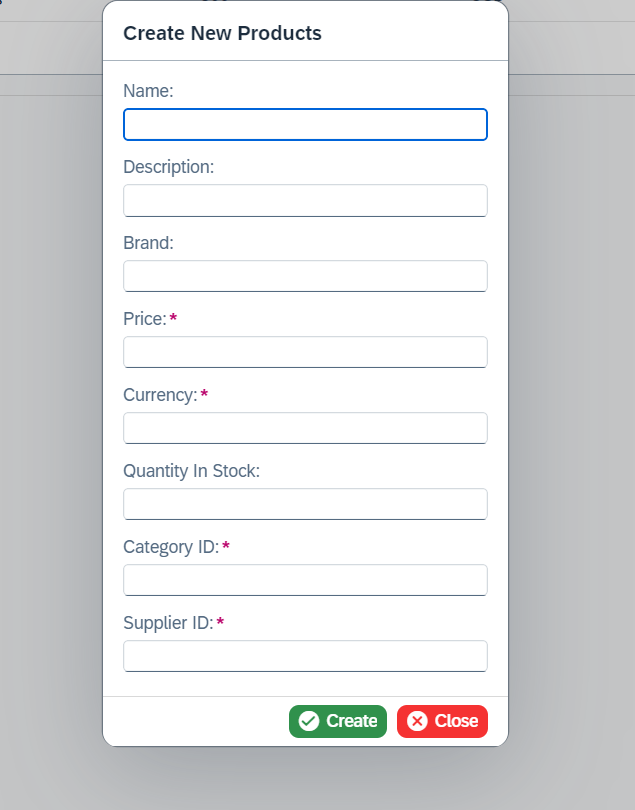 Create New Products
Name:
Description:
Brand:
Price:*
Currency:*
Quantity In Stock:
Category ID:*
Supplier ID:*
Create Close